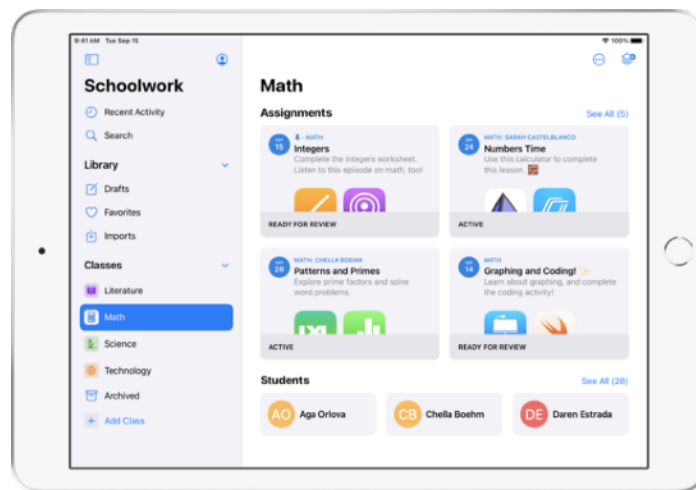 9:41 AM Tue Sep 15
100%
Schoolwork
Recent Activity
Search
Library
Drafts
Favorites
Imports
Classes
Literature
Math
Science
Technology
Archived
Add Class
Math
Assignments
See All (5)
SEP
15
MATH
Integers
Complete the integers worksheet.
Listen to this episode on math, too!
READY FOR REVIEW
SEP
24
MATH: SARAH CASTELBLANCO
Numbers Time
Use this calculator to complete
this lesson.
ACTIVE
SEP
28
MATH: CHELLA BOEHM
Patterns and Primes
Explore prime factors and solve
word problems.
IXL
ACTIVE
SEP
14
MATH
Graphing and Coding!
Learn about graphing, and complete
the coding activity!
READY FOR REVIEW
Students
See All (28)
AO
Aga Orlova
CB
Chella Boehm
DE
Daren Estrada